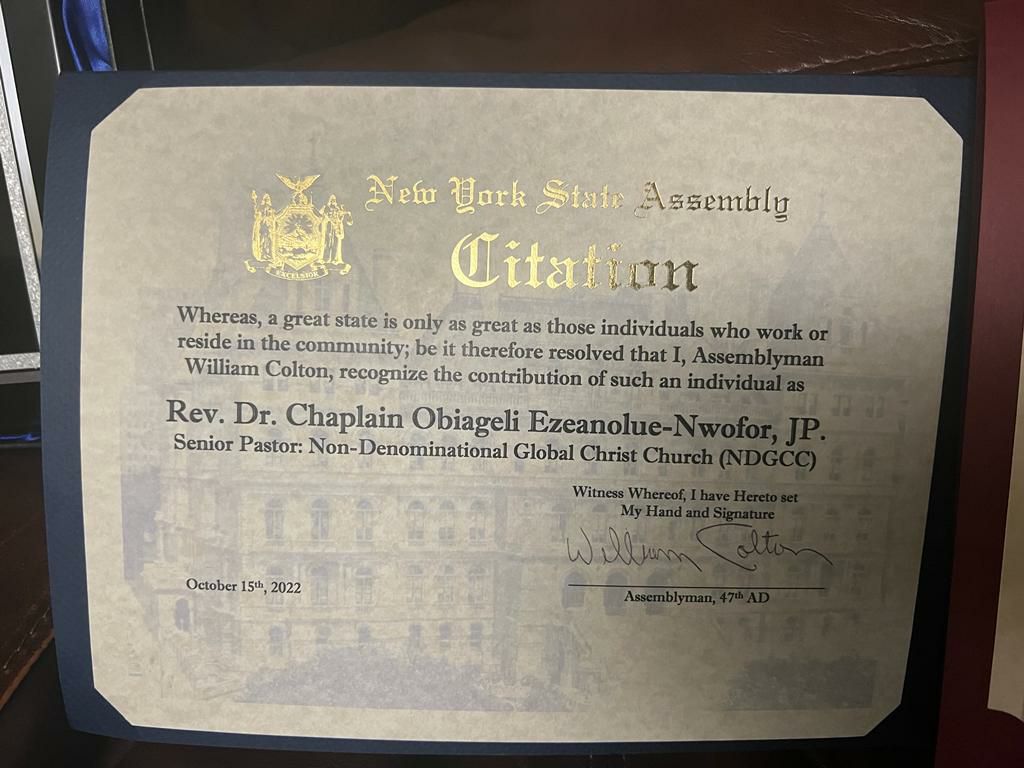 New York State Assembly
Citation
EXCELSIOR
Whereas, a great state is only as great as those individuals who work or
reside in the community; be it therefore resolved that I, Assemblyman
William Colton, recognize the contribution of such an individual as
Rev. Dr. Chaplain Obiageli Ezeanolue-Nwofor, JP.
Senior Pastor: Non-Denominational Global Christ Church (NDGCC)
Witness Whereof, I have Hereto set
My Hand and Signature
William Colton
October 15th, 2022
Assemblyman, 47th AD